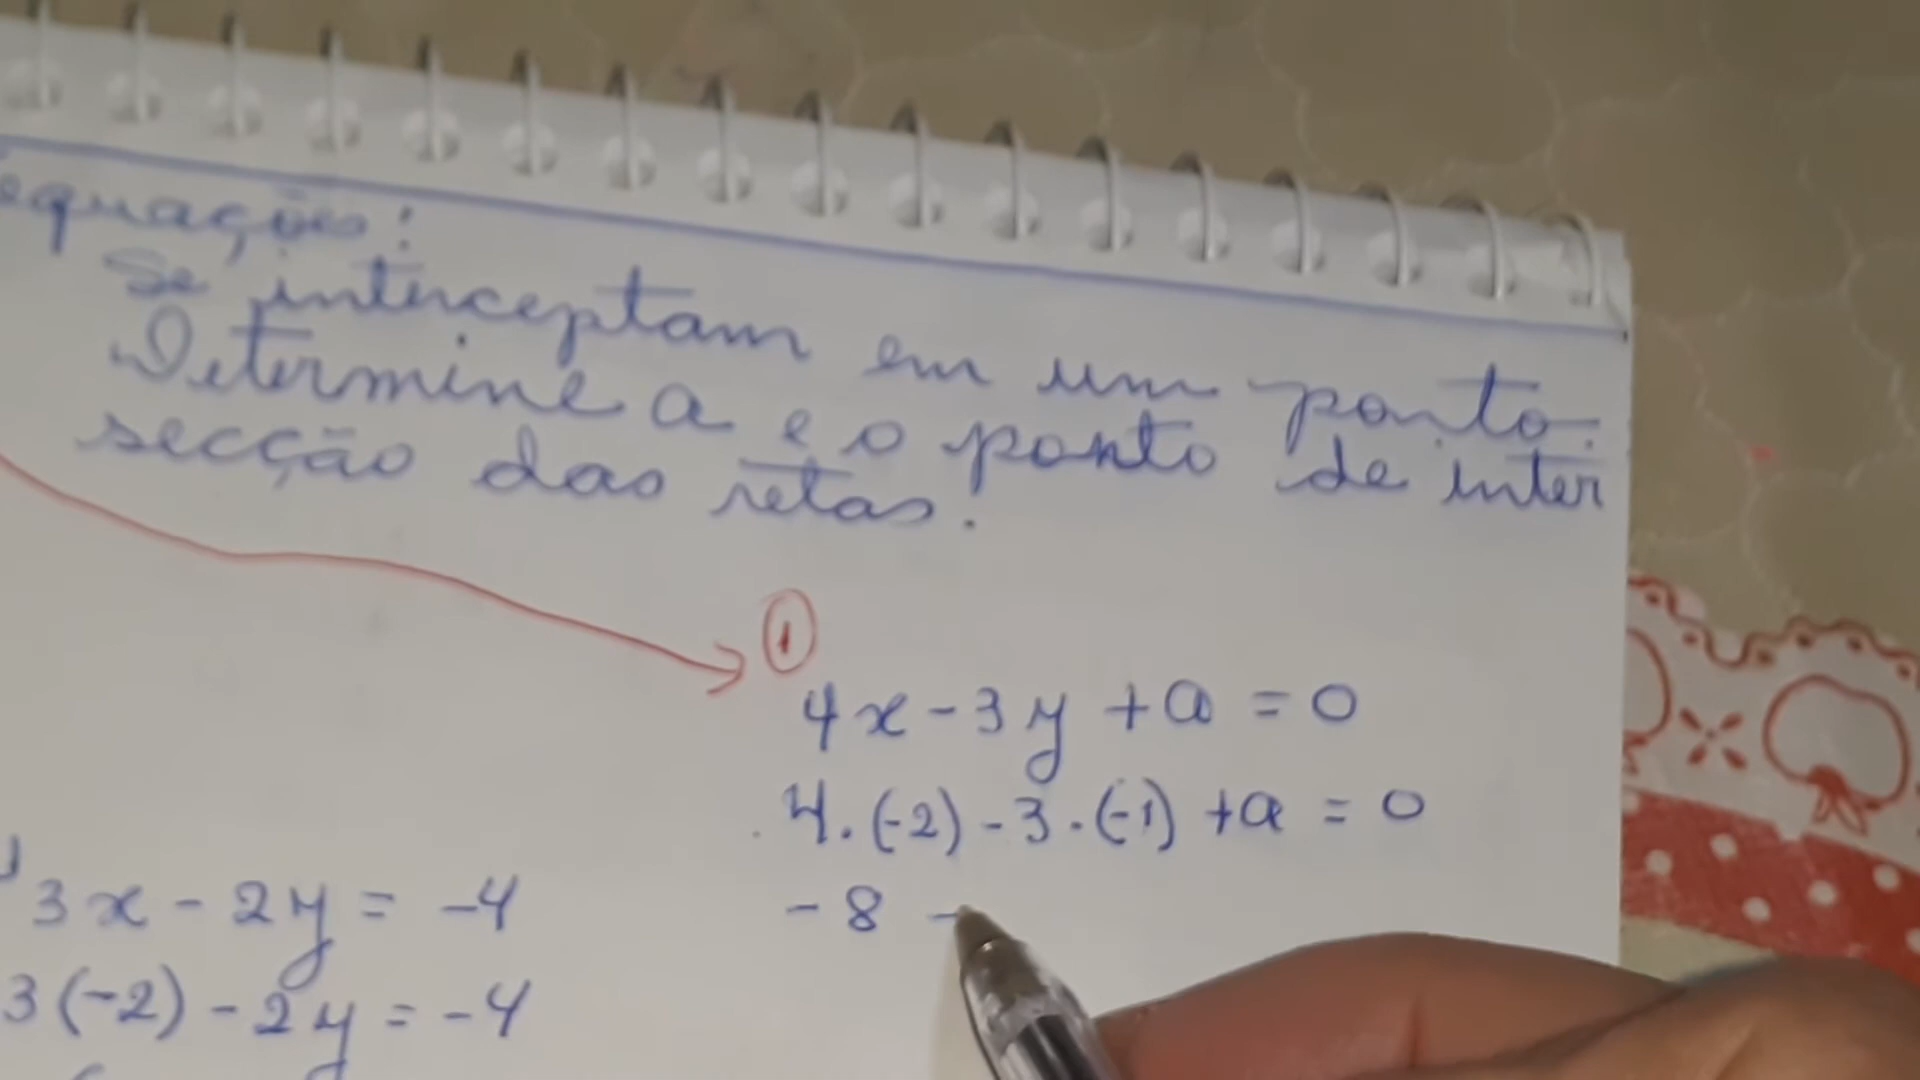 equações:
Se interceptam em um ponto.
Determine a e o ponto de inter
secção das retas.
1
4x - 3y + a = 0
4.(-2) - 3.(-1) + a = 0
- 8 -
3x - 2y = -4
3(-2) - 2y = -4